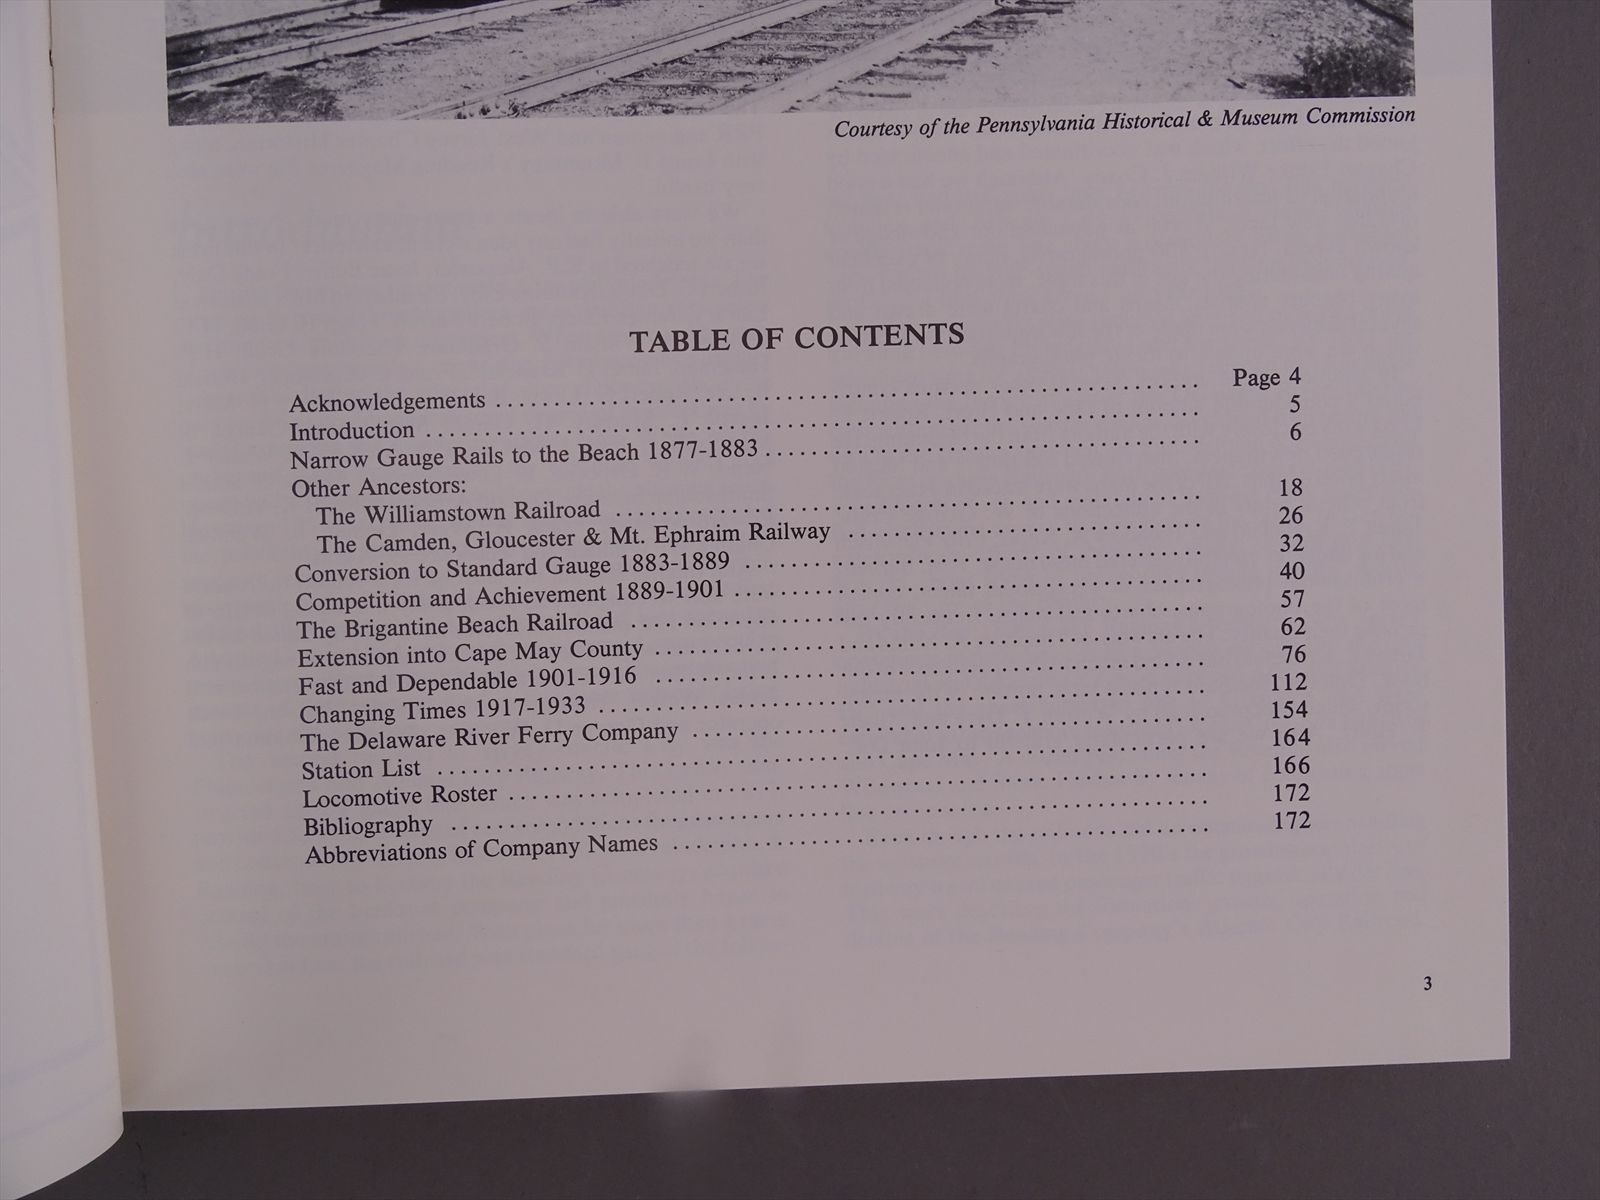 Courtesy of the Pennsylvania Historical & Museum Commission
TABLE OF CONTENTS
Acknowledgements ........ Page 4
Introduction ........ 5
Narrow Gauge Rails to the Beach 1877-1883 ........ 6
Other Ancestors:
The Williamstown Railroad ........ 18
The Camden, Gloucester & Mt. Ephraim Railway ........ 26
Conversion to Standard Gauge 1883-1889 ........ 32
Competition and Achievement 1889-1901 ........ 40
The Brigantine Beach Railroad ........ 57
Extension into Cape May County ........ 62
Fast and Dependable 1901-1916 ........ 76
Changing Times 1917-1933 ........ 112
The Delaware River Ferry Company ........ 154
Station List ........ 164
Locomotive Roster ........ 166
Bibliography ........ 172
Abbreviations of Company Names ........ 172
3